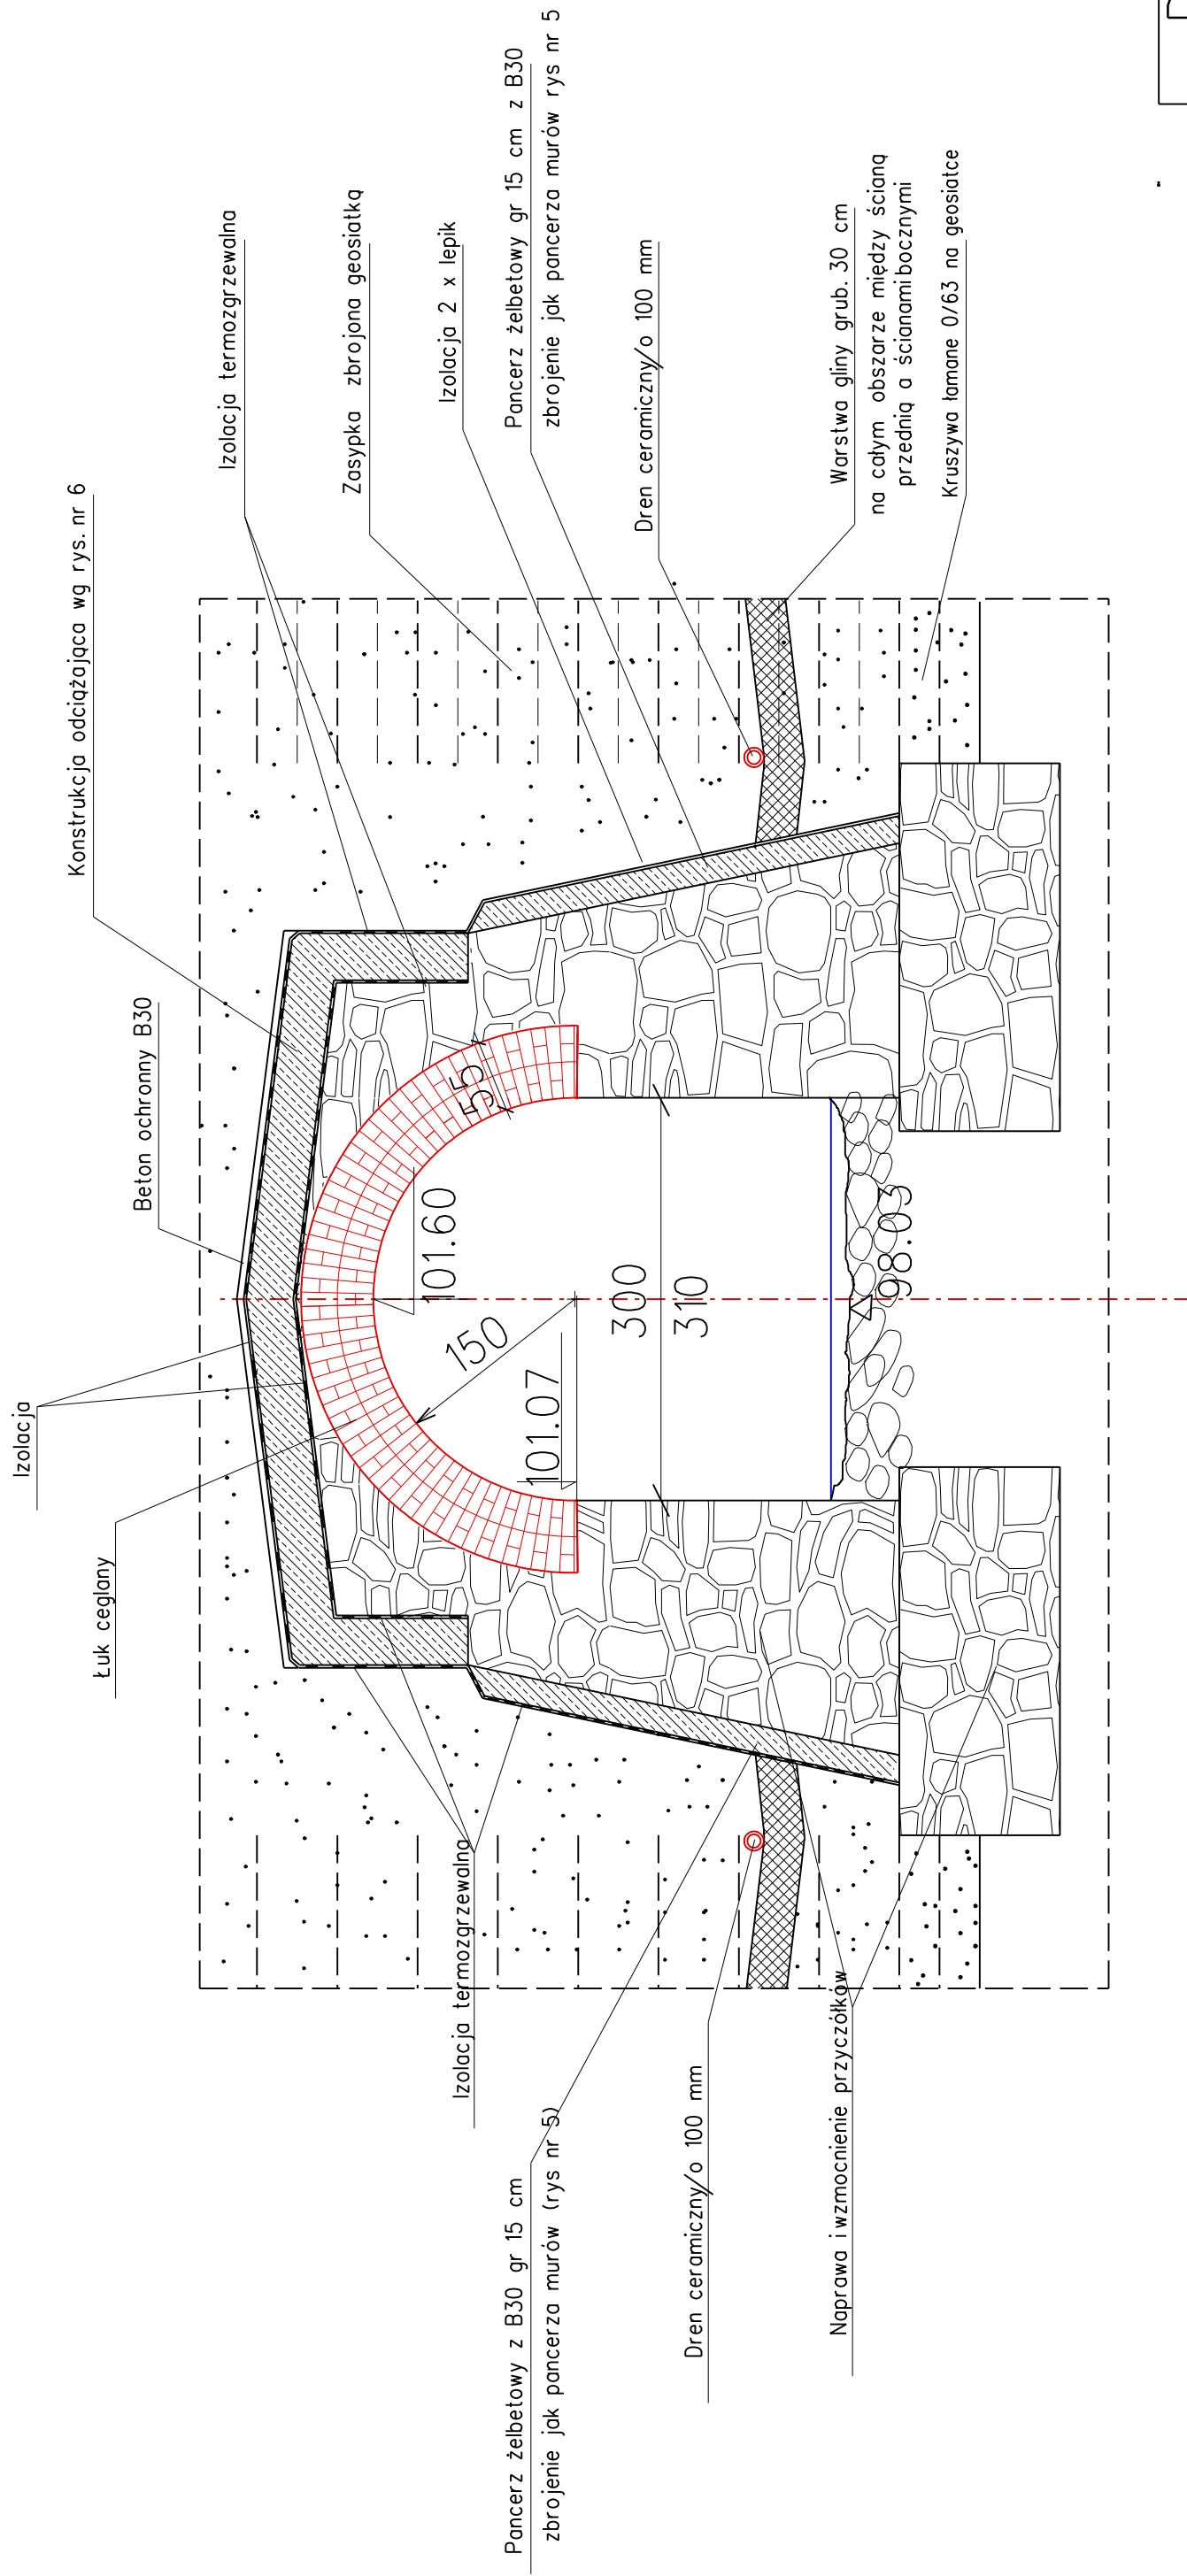 Izolacja
Łuk ceglany
Beton ochronny B30
Konstrukcja odciążająca wg rys. nr 6
Izolacja termozgrzewalna
Zasypka zbrojona geosiatką
Izolacja 2 x lepik
Pancerz żelbetowy gr 15 cm z B30
zbrojenie jak pancerza murów rys nr 5
Dren ceramiczny/o 100 mm
Warstwa gliny grub. 30 cm
na całym obszarze między ścianą
przednią a ścianami bocznymi
Kruszywa łamane 0/63 na geosiatce
55
101.60
150
101.07
300
310
98.03
Izolacja termozgrzewalna
Pancerz żelbetowy z B30 gr 15 cm
zbrojenie jak pancerza murów (rys nr 5)
Dren ceramiczny/o 100 mm
Naprawa i wzmocnienie przyczółków